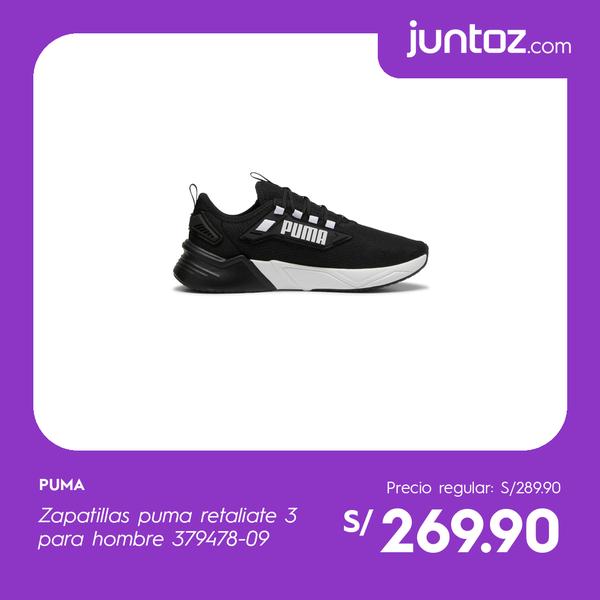 juntoz.com
PUMA
PUMA
Zapatillas puma retaliate 3
para hombre 379478-09
Precio regular: S/289.90
S/269.90